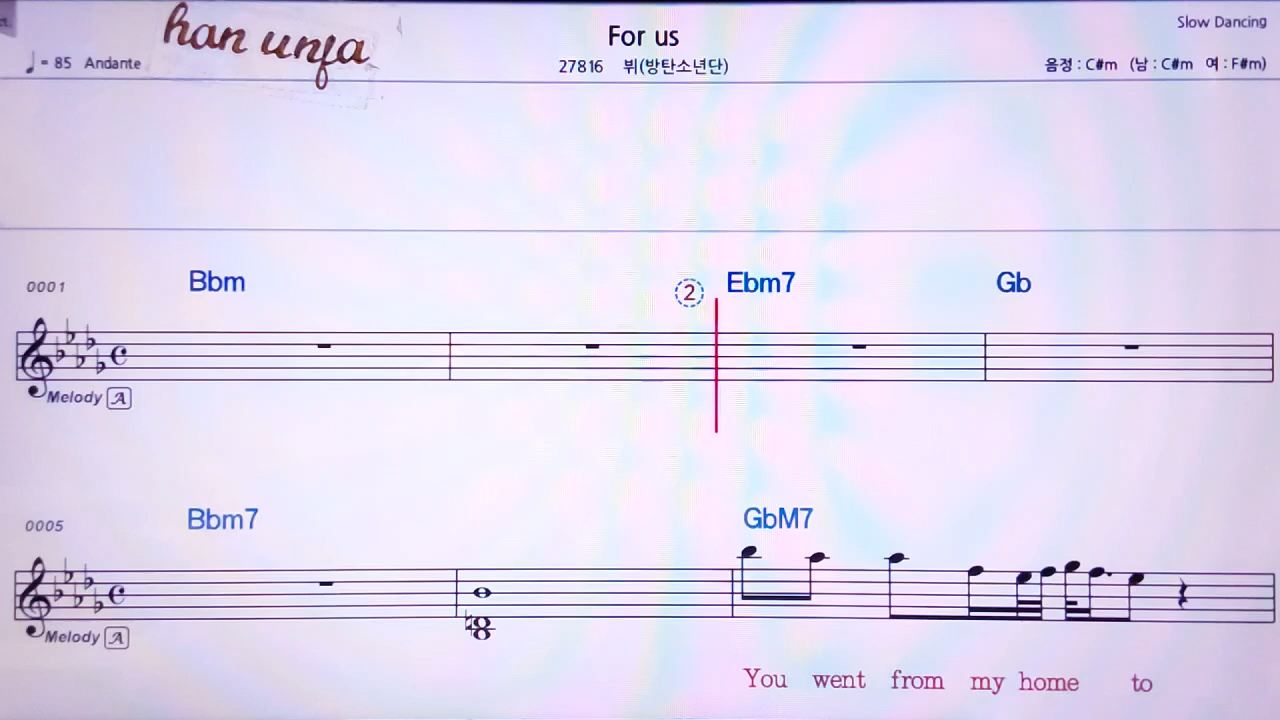 han unja
For us
Slow Dancing
♩ = 85 Andante
27816 뷔(방탄소년단)
음정 : C#m (남 : C#m 여 : F#m)
0001 Bbm ② Ebm7 Gb
Melody A
0005 Bbm7 GbM7
Melody A
You went from my home to